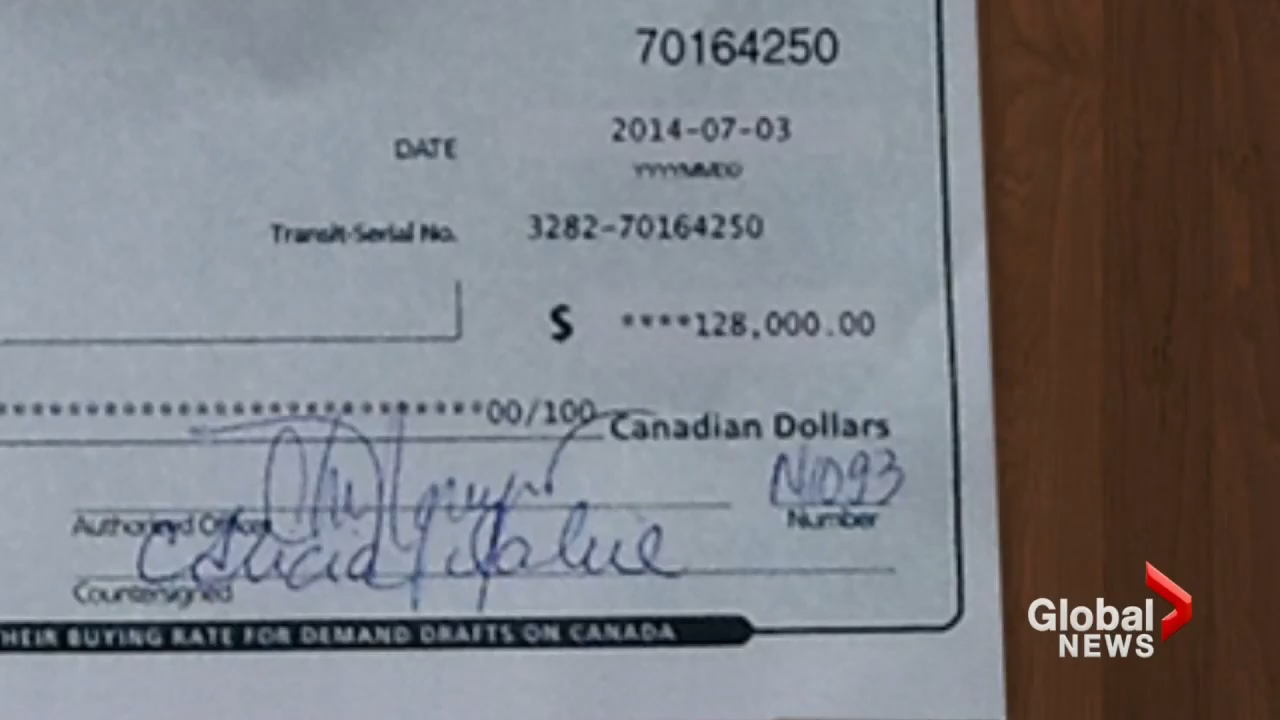 70164250
DATE 2014-07-03
YYYYMMDD
Transit-Serial No. 3282-70164250
$ ****128,000.00
00/100 Canadian Dollars
N1093
Authorized Officer Number
Countersigned
HEIR BUYING RATE FOR DEMAND DRAFTS ON CANADA
Global
NEWS